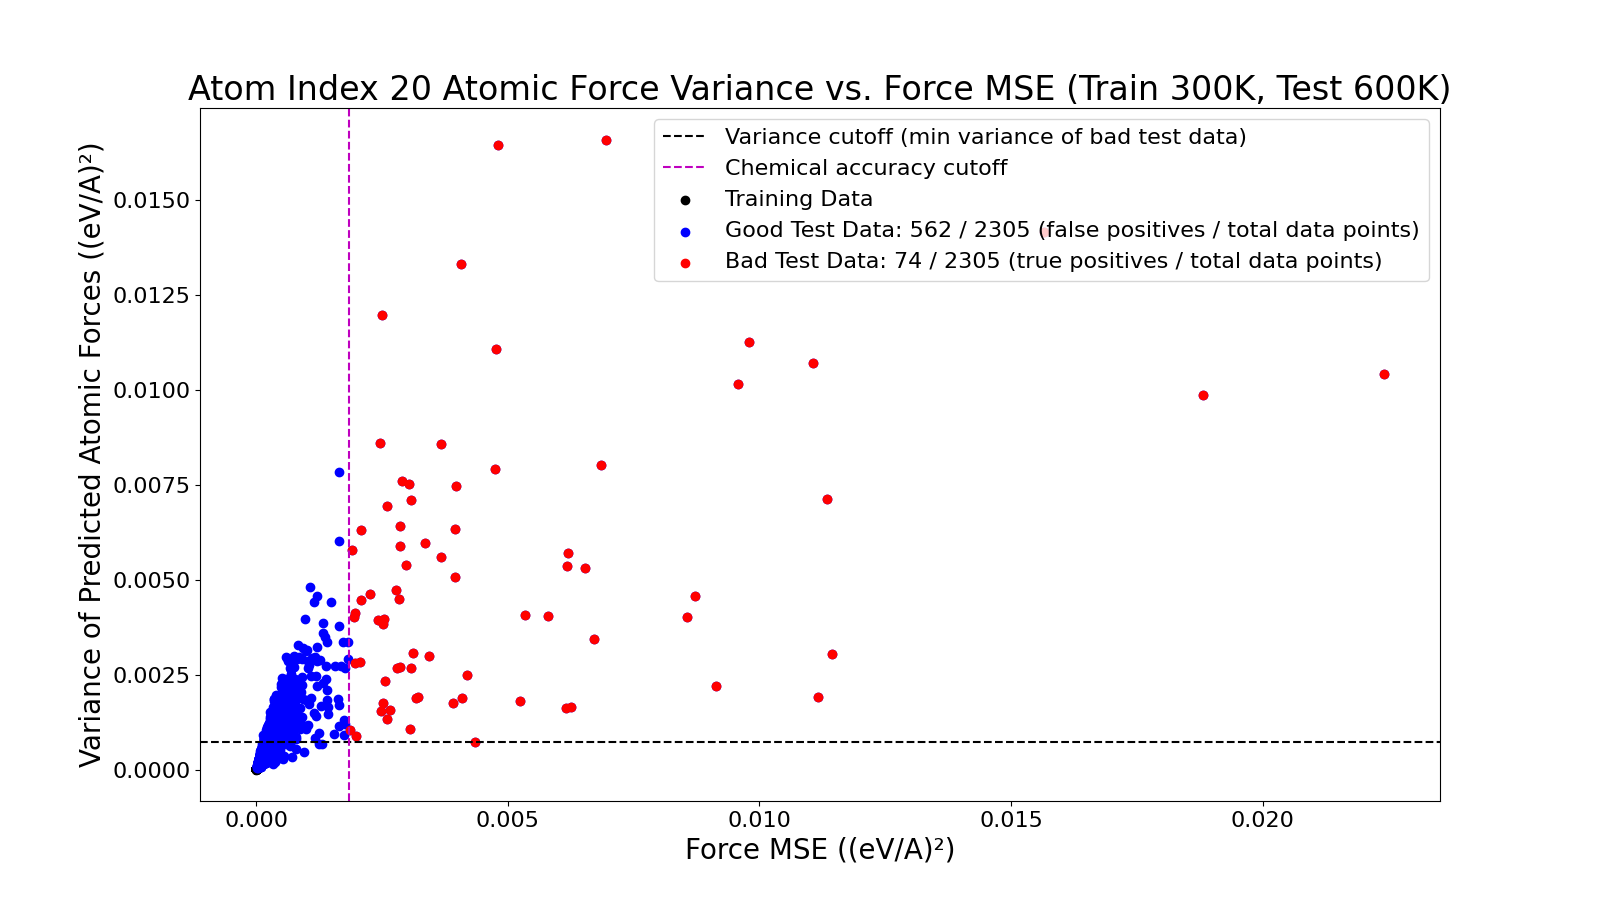 Atom Index 20 Atomic Force Variance vs. Force MSE (Train 300K, Test 600K)
Variance cutoff (min variance of bad test data)
Chemical accuracy cutoff
Training Data
Good Test Data: 562 / 2305 (false positives / total data points)
Bad Test Data: 74 / 2305 (true positives / total data points)
Variance of Predicted Atomic Forces ((eV/A)²)
0.0150
0.0125
0.0100
0.0075
0.0050
0.0025
0.0000
0.000
0.005
0.010
0.015
0.020
Force MSE ((eV/A)²)